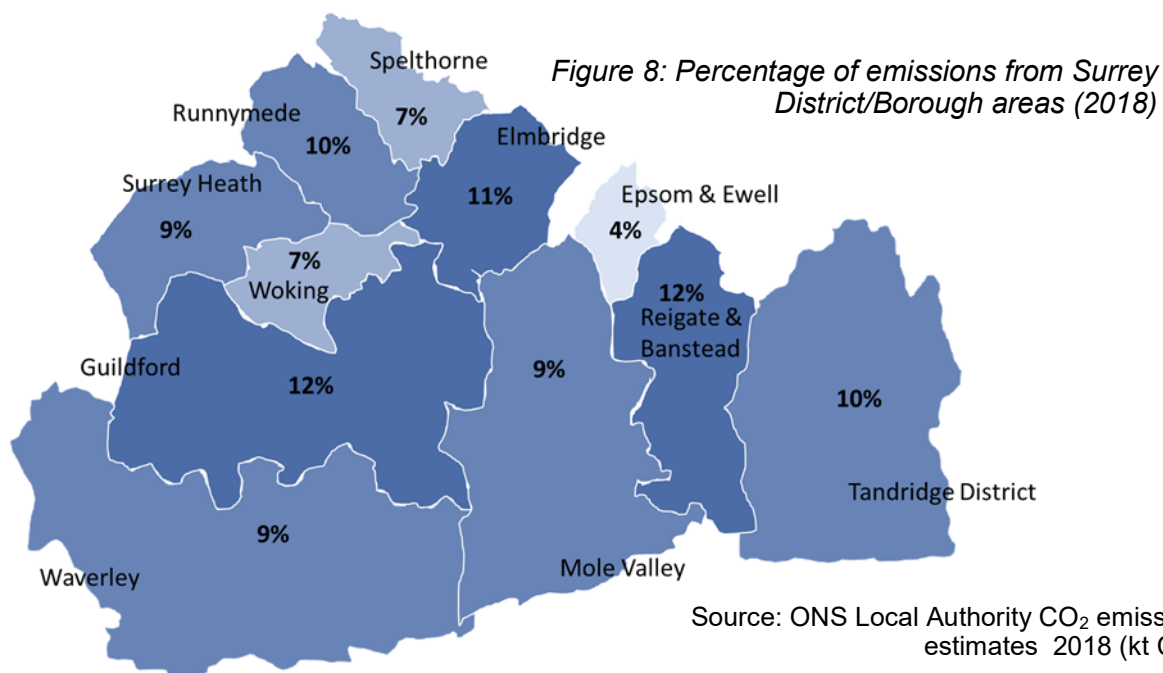 Figure 8: Percentage of emissions from Surrey
District/Borough areas (2018)
Spelthorne
7%
Runnymede
10%
Elmbridge
11%
Surrey Heath
9%
Epsom & Ewell
4%
7%
Woking
12%
Reigate &
Banstead
Guildford
12%
9%
10%
Tandridge District
9%
Mole Valley
Waverley
Source: ONS Local Authority CO₂ emiss
estimates 2018 (kt